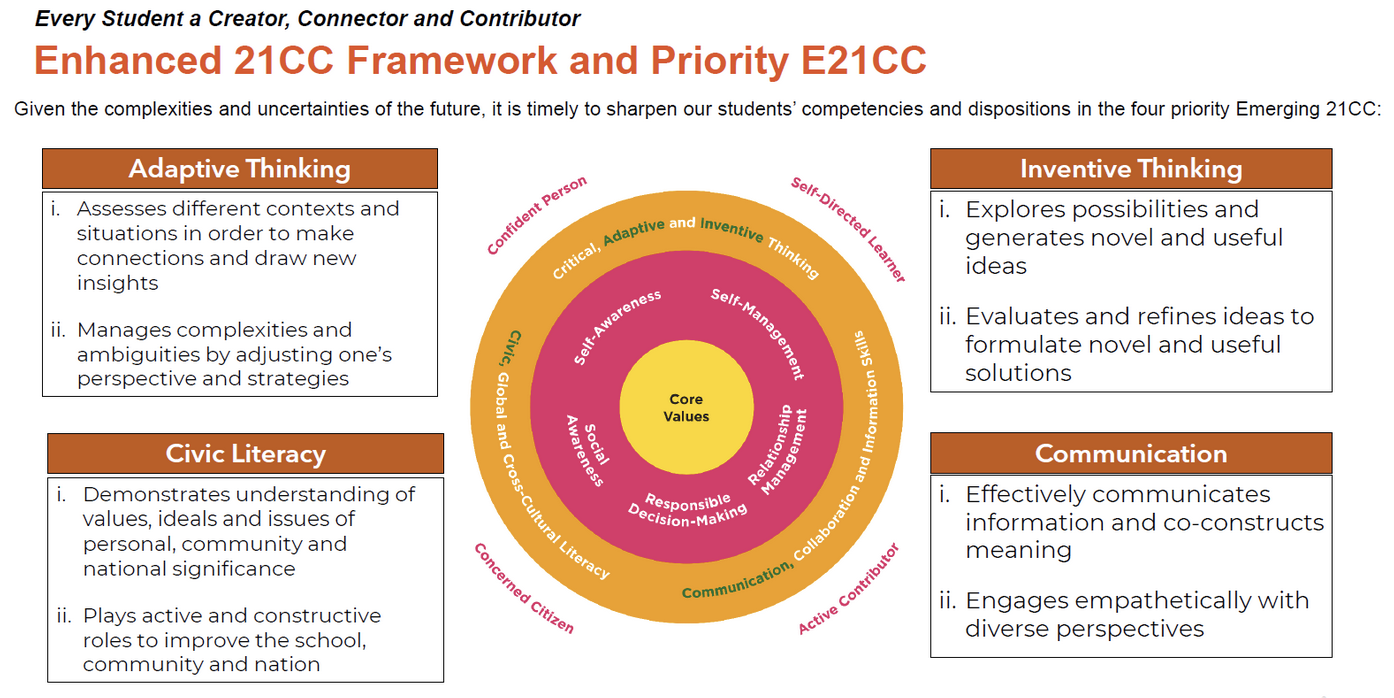 Every Student a Creator, Connector and Contributor
Enhanced 21CC Framework and Priority E21CC
Given the complexities and uncertainties of the future, it is timely to sharpen our students’ competencies and dispositions in the four priority Emerging 21CC:
Adaptive Thinking
i. Assesses different contexts and
situations in order to make
connections and draw new
insights
ii. Manages complexities and
ambiguities by adjusting one’s
perspective and strategies
Civic Literacy
i. Demonstrates understanding of
values, ideals and issues of
personal, community and
national significance
ii. Plays active and constructive
roles to improve the school,
community and nation
Confident Person
Self-Directed Learner
Critical, Adaptive and Inventive Thinking
Self-Awareness
Self-Management
Civic, Global and Cross-Cultural Literacy
Communication, Collaboration and Information Skills
Core
Values
Social
Awareness
Relationship
Management
Responsible
Decision-Making
Concerned Citizen
Active Contributor
Inventive Thinking
i. Explores possibilities and
generates novel and useful
ideas
ii. Evaluates and refines ideas to
formulate novel and useful
solutions
Communication
i. Effectively communicates
information and co-constructs
meaning
ii. Engages empathetically with
diverse perspectives